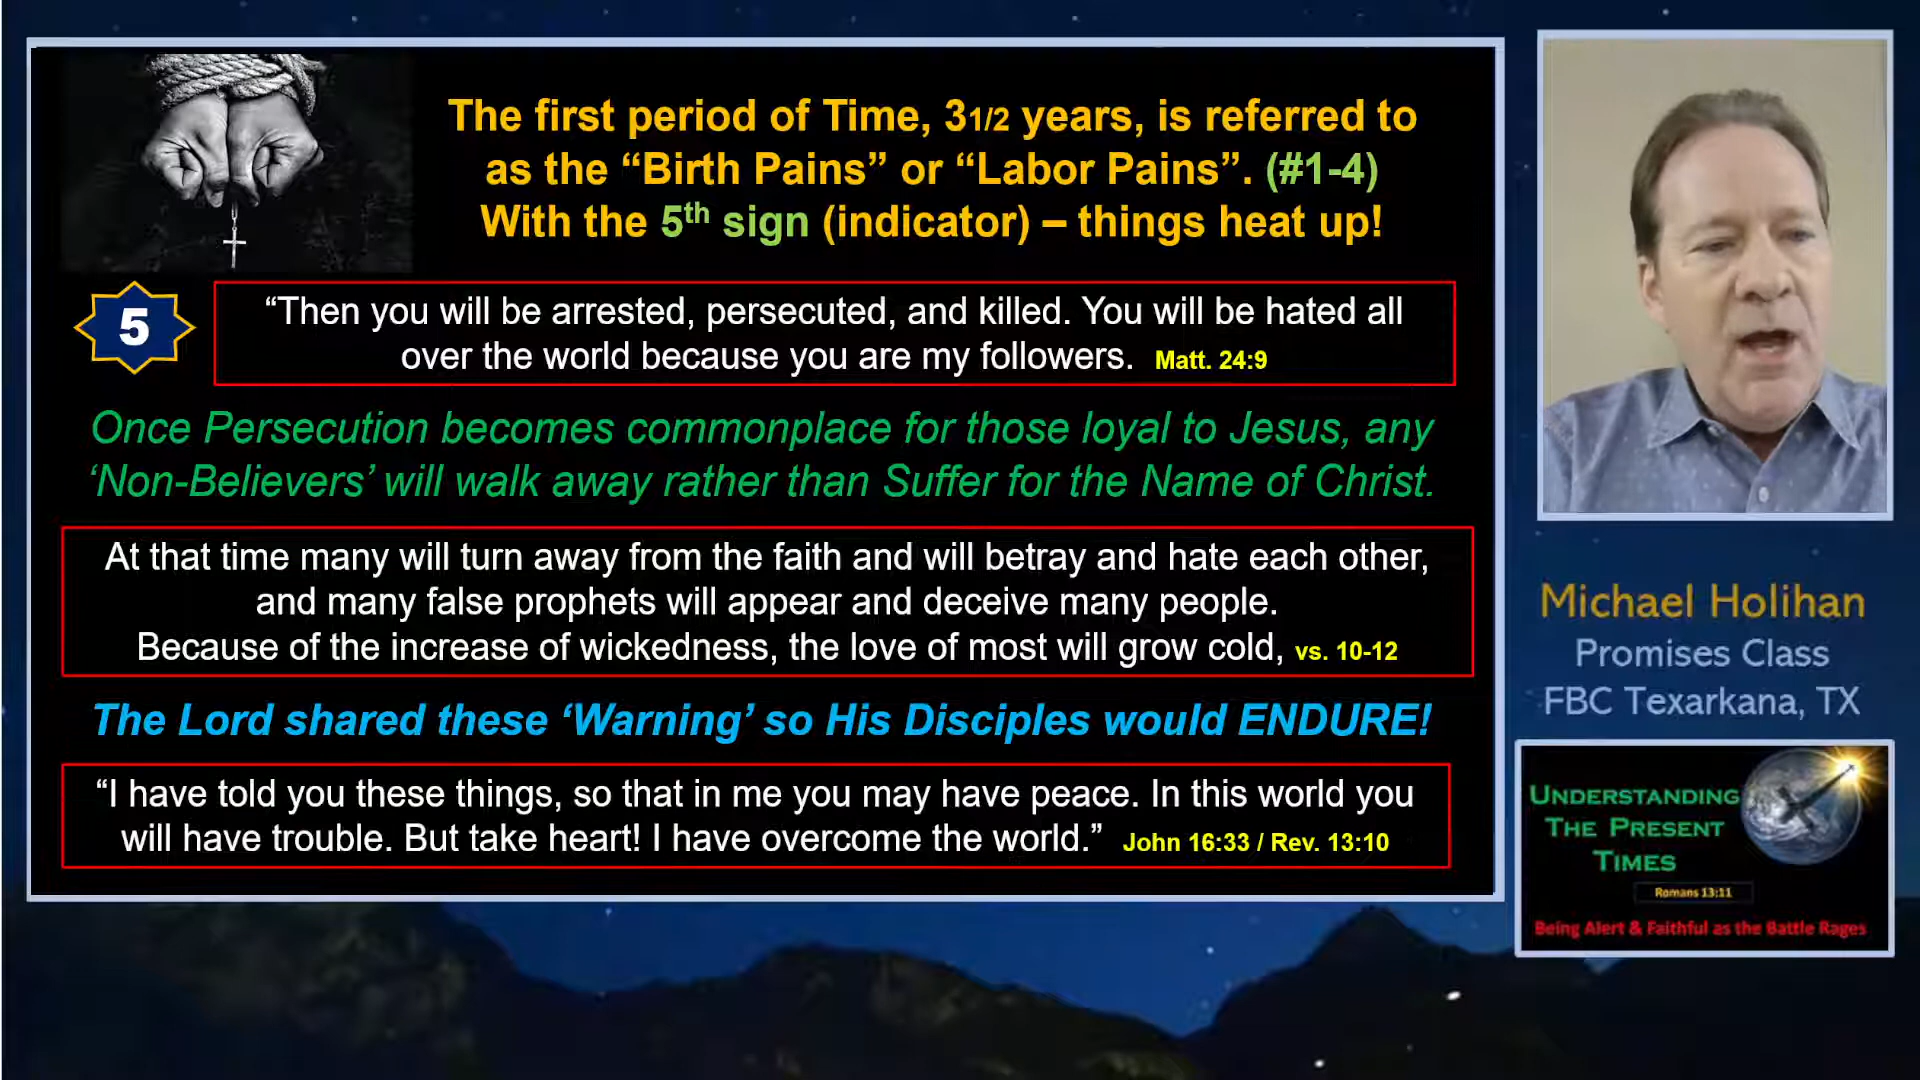 The first period of Time, 31/2 years, is referred to
as the “Birth Pains” or “Labor Pains”. (#1-4)
With the 5th sign (indicator) – things heat up!
5
“Then you will be arrested, persecuted, and killed. You will be hated all
over the world because you are my followers. Matt. 24:9
Once Persecution becomes commonplace for those loyal to Jesus, any
‘Non-Believers’ will walk away rather than Suffer for the Name of Christ.
At that time many will turn away from the faith and will betray and hate each other,
and many false prophets will appear and deceive many people.
Because of the increase of wickedness, the love of most will grow cold, vs. 10-12
The Lord shared these ‘Warning’ so His Disciples would ENDURE!
“I have told you these things, so that in me you may have peace. In this world you
will have trouble. But take heart! I have overcome the world.” John 16:33 / Rev. 13:10
Michael Holihan
Promises Class
FBC Texarkana, TX
UNDERSTANDING
THE PRESENT
TIMES
Romans 13:11
Being Alert & Faithful as the Battle Rages